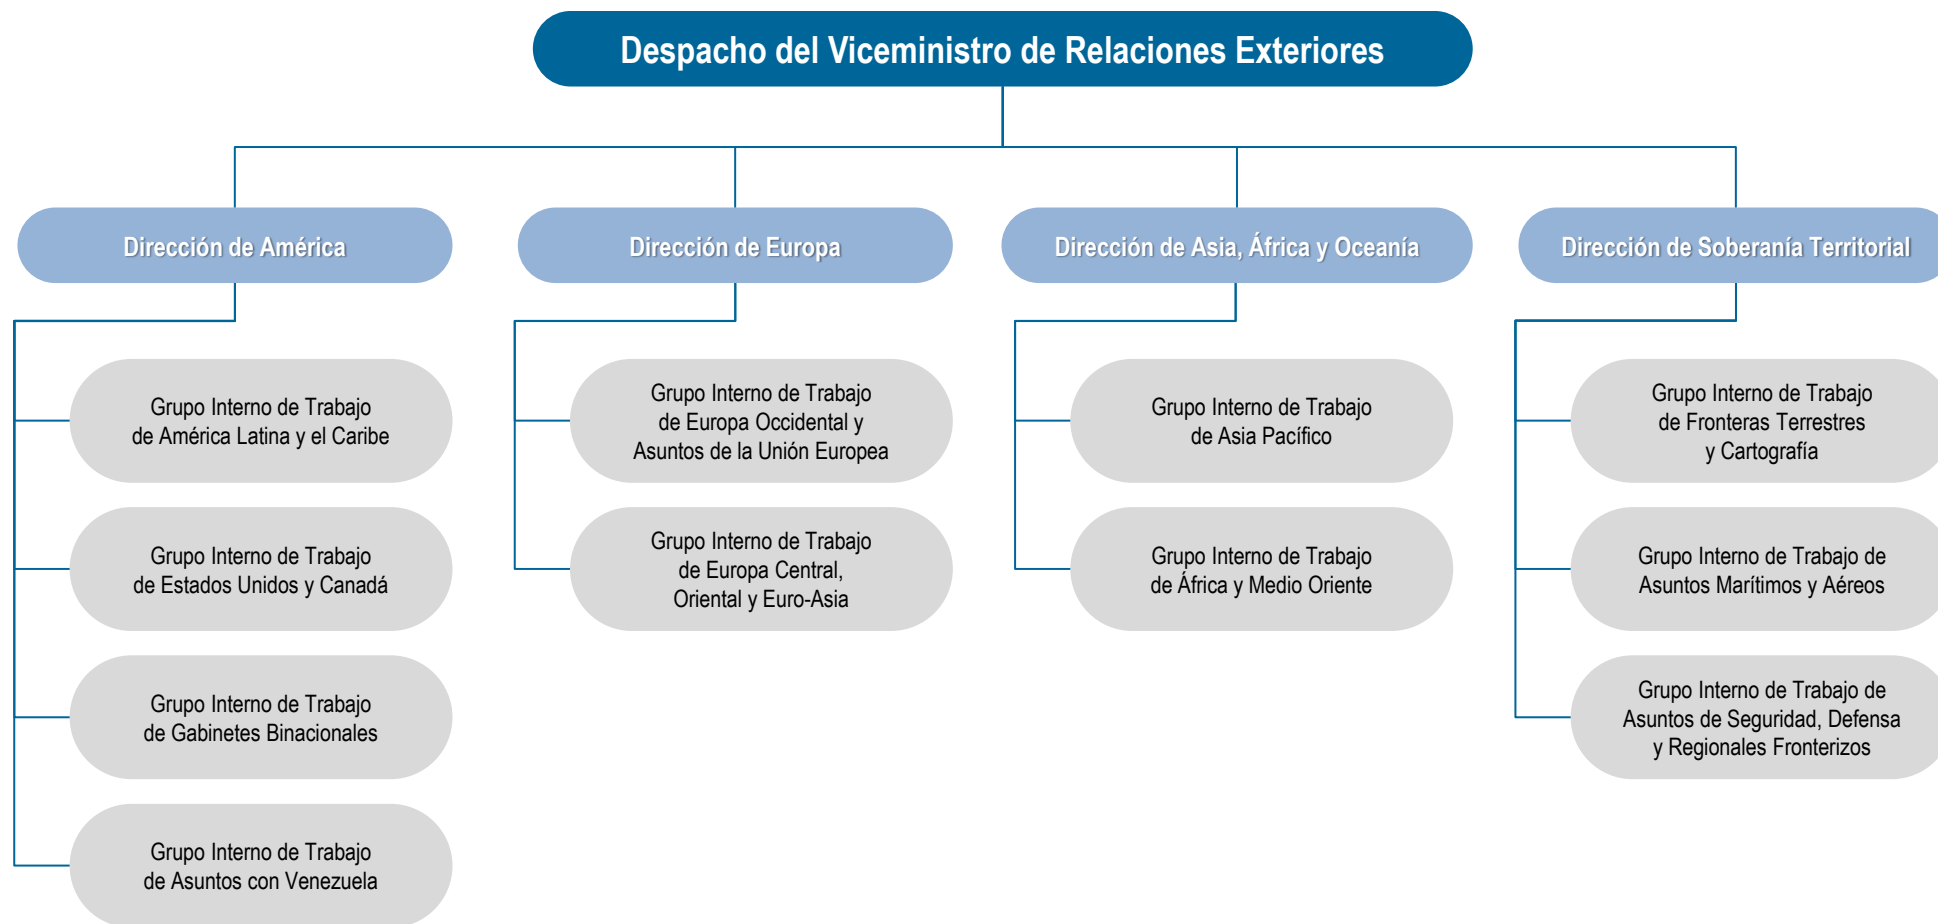 Despacho del Viceministro de Relaciones Exteriores
Dirección de América
Dirección de Europa
Dirección de Asia, África y Oceanía
Dirección de Soberanía Territorial
Grupo Interno de Trabajo
de América Latina y el Caribe
Grupo Interno de Trabajo
de Estados Unidos y Canadá
Grupo Interno de Trabajo
de Gabinetes Binacionales
Grupo Interno de Trabajo
de Asuntos con Venezuela
Grupo Interno de Trabajo
de Europa Occidental y
Asuntos de la Unión Europea
Grupo Interno de Trabajo
de Europa Central,
Oriental y Euro-Asia
Grupo Interno de Trabajo
de Asia Pacífico
Grupo Interno de Trabajo
de África y Medio Oriente
Grupo Interno de Trabajo
de Fronteras Terrestres
y Cartografía
Grupo Interno de Trabajo de
Asuntos Marítimos y Aéreos
Grupo Interno de Trabajo de
Asuntos de Seguridad, Defensa
y Regionales Fronterizos